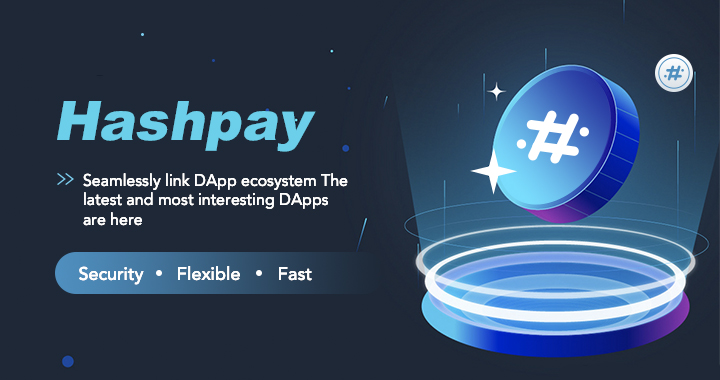 Hashpay
Seamlessly link DApp ecosystem The
latest and most interesting DApps
are here
Security • Flexible • Fast